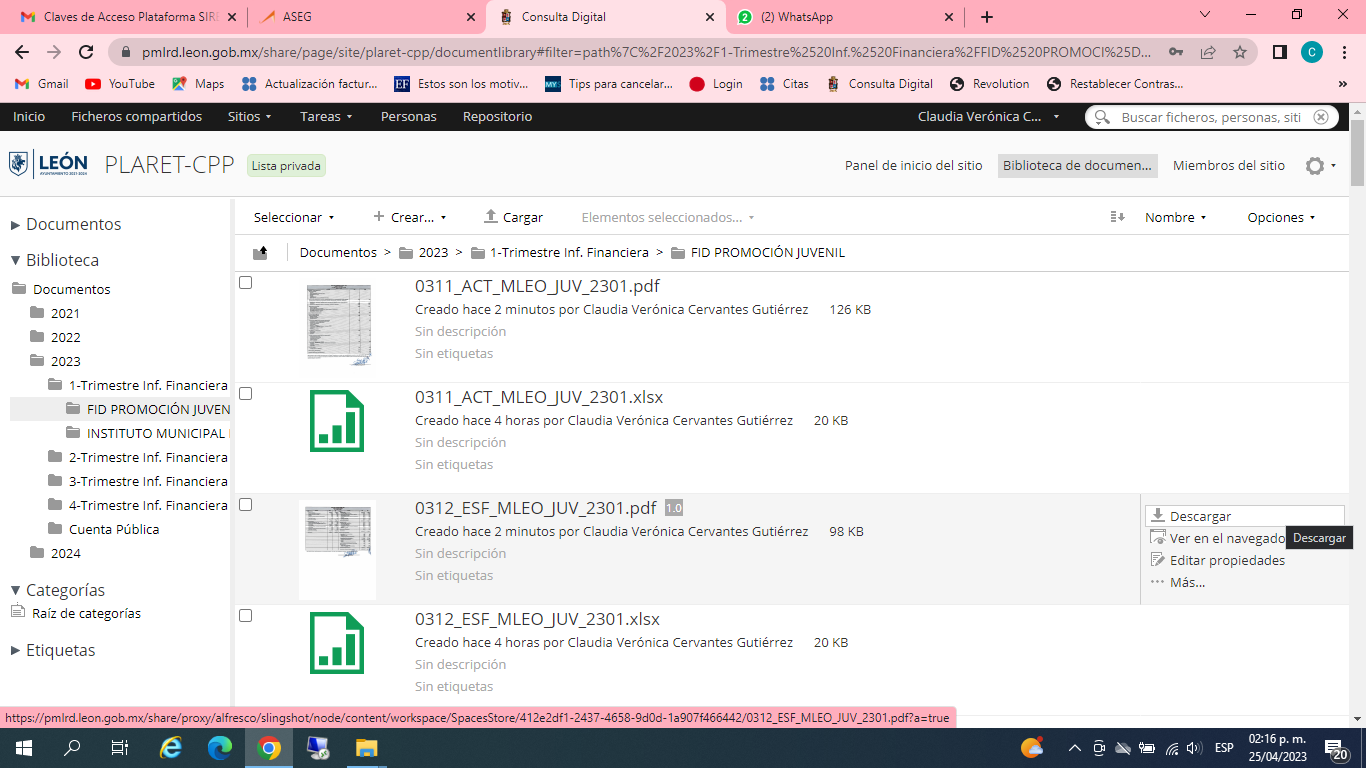 Claves de Acceso Plataforma SIRE
ASEG
Consulta Digital
(2) WhatsApp
pmlrd.leon.gob.mx/share/page/site/plaret-cpp/documentlibrary#filter=path%7C%2F2023%2F1-Trimestre%2520Inf.%2520Financiera%2FFID%2520PROMOCI%25D...
C
Gmail
YouTube
Maps
Actualización factur...
EF
Estos son los motiv...
MY
Tips para cancelar...
Login
Citas
Consulta Digital
Revolution
Restablecer Contras...
Inicio
Ficheros compartidos
Sitios
Tareas
Personas
Repositorio
Claudia Verónica C...
Buscar ficheros, personas, siti
LEÓN
AYUNTAMIENTO 2021-2024
PLARET-CPP
Lista privada
Panel de inicio del sitio
Biblioteca de documen...
Miembros del sitio
Documentos
Biblioteca
Documentos
2021
2022
2023
1-Trimestre Inf. Financiera
FID PROMOCIÓN JUVEN
INSTITUTO MUNICIPAL
2-Trimestre Inf. Financiera
3-Trimestre Inf. Financiera
4-Trimestre Inf. Financiera
Cuenta Pública
2024
Categorías
Raíz de categorías
Etiquetas
Seleccionar
Crear...
Cargar
Elementos seleccionados...
Nombre
Opciones
Documentos > 2023 > 1-Trimestre Inf. Financiera > FID PROMOCIÓN JUVENIL
0311_ACT_MLEO_JUV_2301.pdf
Creado hace 2 minutos por Claudia Verónica Cervantes Gutiérrez 126 KB
Sin descripción
Sin etiquetas
0311_ACT_MLEO_JUV_2301.xlsx
Creado hace 4 horas por Claudia Verónica Cervantes Gutiérrez 20 KB
Sin descripción
Sin etiquetas
0312_ESF_MLEO_JUV_2301.pdf 1.0
Creado hace 2 minutos por Claudia Verónica Cervantes Gutiérrez 98 KB
Sin descripción
Sin etiquetas
Descargar
Ver en el navegado
Descargar
Editar propiedades
Más...
0312_ESF_MLEO_JUV_2301.xlsx
Creado hace 4 horas por Claudia Verónica Cervantes Gutiérrez 20 KB
Sin descripción
Sin etiquetas
https://pmlrd.leon.gob.mx/share/proxy/alfresco/slingshot/node/content/workspace/SpacesStore/412e2df1-2437-4658-9d0d-1a907f466442/0312_ESF_MLEO_JUV_2301.pdf?a=true
ESP
02:16 p. m.
25/04/2023
20